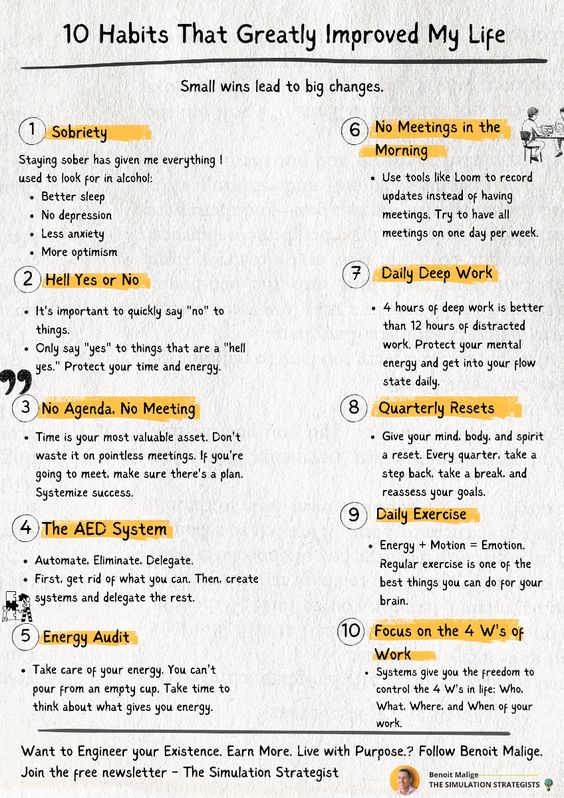 10 Habits That Greatly Improved My Life
Small wins lead to big changes.
1 Sobriety
Staying sober has given me everything I
used to look for in alcohol:
• Better sleep
• No depression
• Less anxiety
• More optimism
2 Hell Yes or No
• It's important to quickly say "no" to
things.
• Only say "yes" to things that are a "hell
yes." Protect your time and energy.
3 No Agenda, No Meeting
• Time is your most valuable asset. Don't
waste it on pointless meetings. If you're
going to meet, make sure there's a plan.
Systemize success.
4 The AED System
• Automate, Eliminate, Delegate.
• First, get rid of what you can. Then, create
systems and delegate the rest.
5 Energy Audit
• Take care of your energy. You can't
pour from an empty cup. Take time to
think about what gives you energy.
6 No Meetings in the
Morning
• Use tools like Loom to record
updates instead of having
meetings. Try to have all
meetings on one day per week.
7 Daily Deep Work
• 4 hours of deep work is better
than 12 hours of distracted
work. Protect your mental
energy and get into your flow
state daily.
8 Quarterly Resets
• Give your mind, body, and spirit
a reset. Every quarter, take a
step back, take a break, and
reassess your goals.
9 Daily Exercise
• Energy + Motion = Emotion.
Regular exercise is one of the
best things you can do for your
brain.
10 Focus on the 4 W's of
Work
• Systems give you the freedom to
control the 4 W's in life: Who,
What, Where, and When of your
work.
Want to Engineer your Existence. Earn More. Live with Purpose.? Follow Benoit Malige.
Join the free newsletter - The Simulation Strategist
Benoit Malige
THE SIMULATION STRATEGISTS